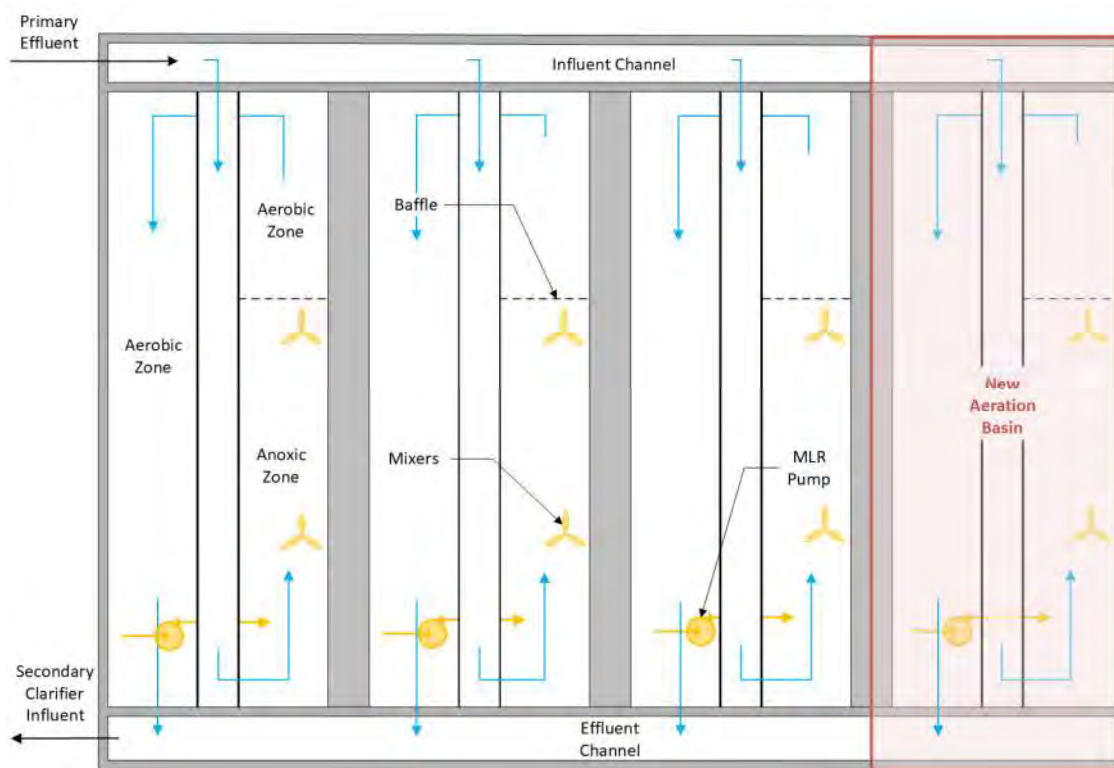 Primary
Effluent
Influent Channel
Aerobic
Zone
Baffle
Aerobic
Zone
New
Aeration
Basin
Anoxic
Zone
Mixers
MLR
Pump
Secondary
Clarifier
Influent
Effluent
Channel